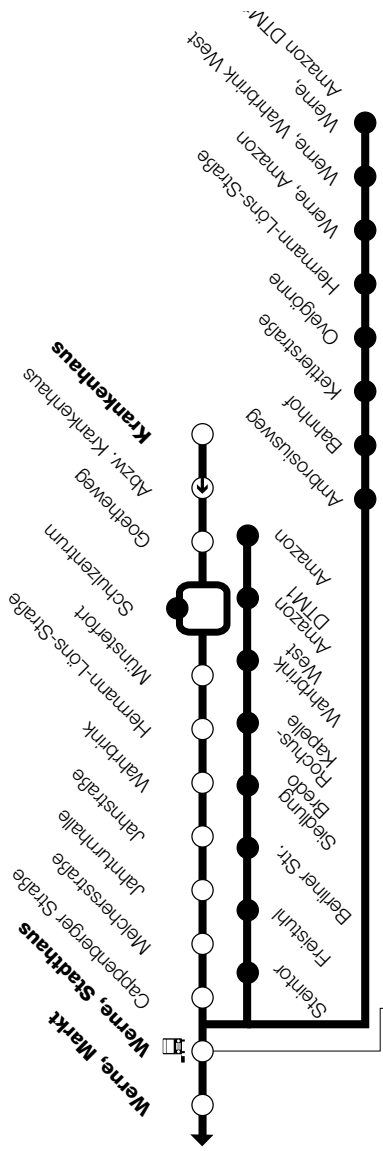 Werne,
Amazon DTM1
Werne, Wahrbrink West
Werne, Amazon
Hermann-Löns-Straße
Ovelgönne
Kettlerstraße
Bahnhof
Ambrosiusweg
Amazon
Amazon
DTM1
Wahrbrink
West
Rochus-
Kapelle
Siedlung
Bredo
Berliner Str.
Freistuhl
Steintor
Krankenhaus
Abzw. Krankenhaus
Goetheweg
Schulzentrum
Münsterfort
Hermann-Löns-Straße
Wahrbrink
Jahnstraße
Jahnturnhalle
Melchersstraße
Cappenberger Straße
Werne, Stadthaus
Werne, Markt